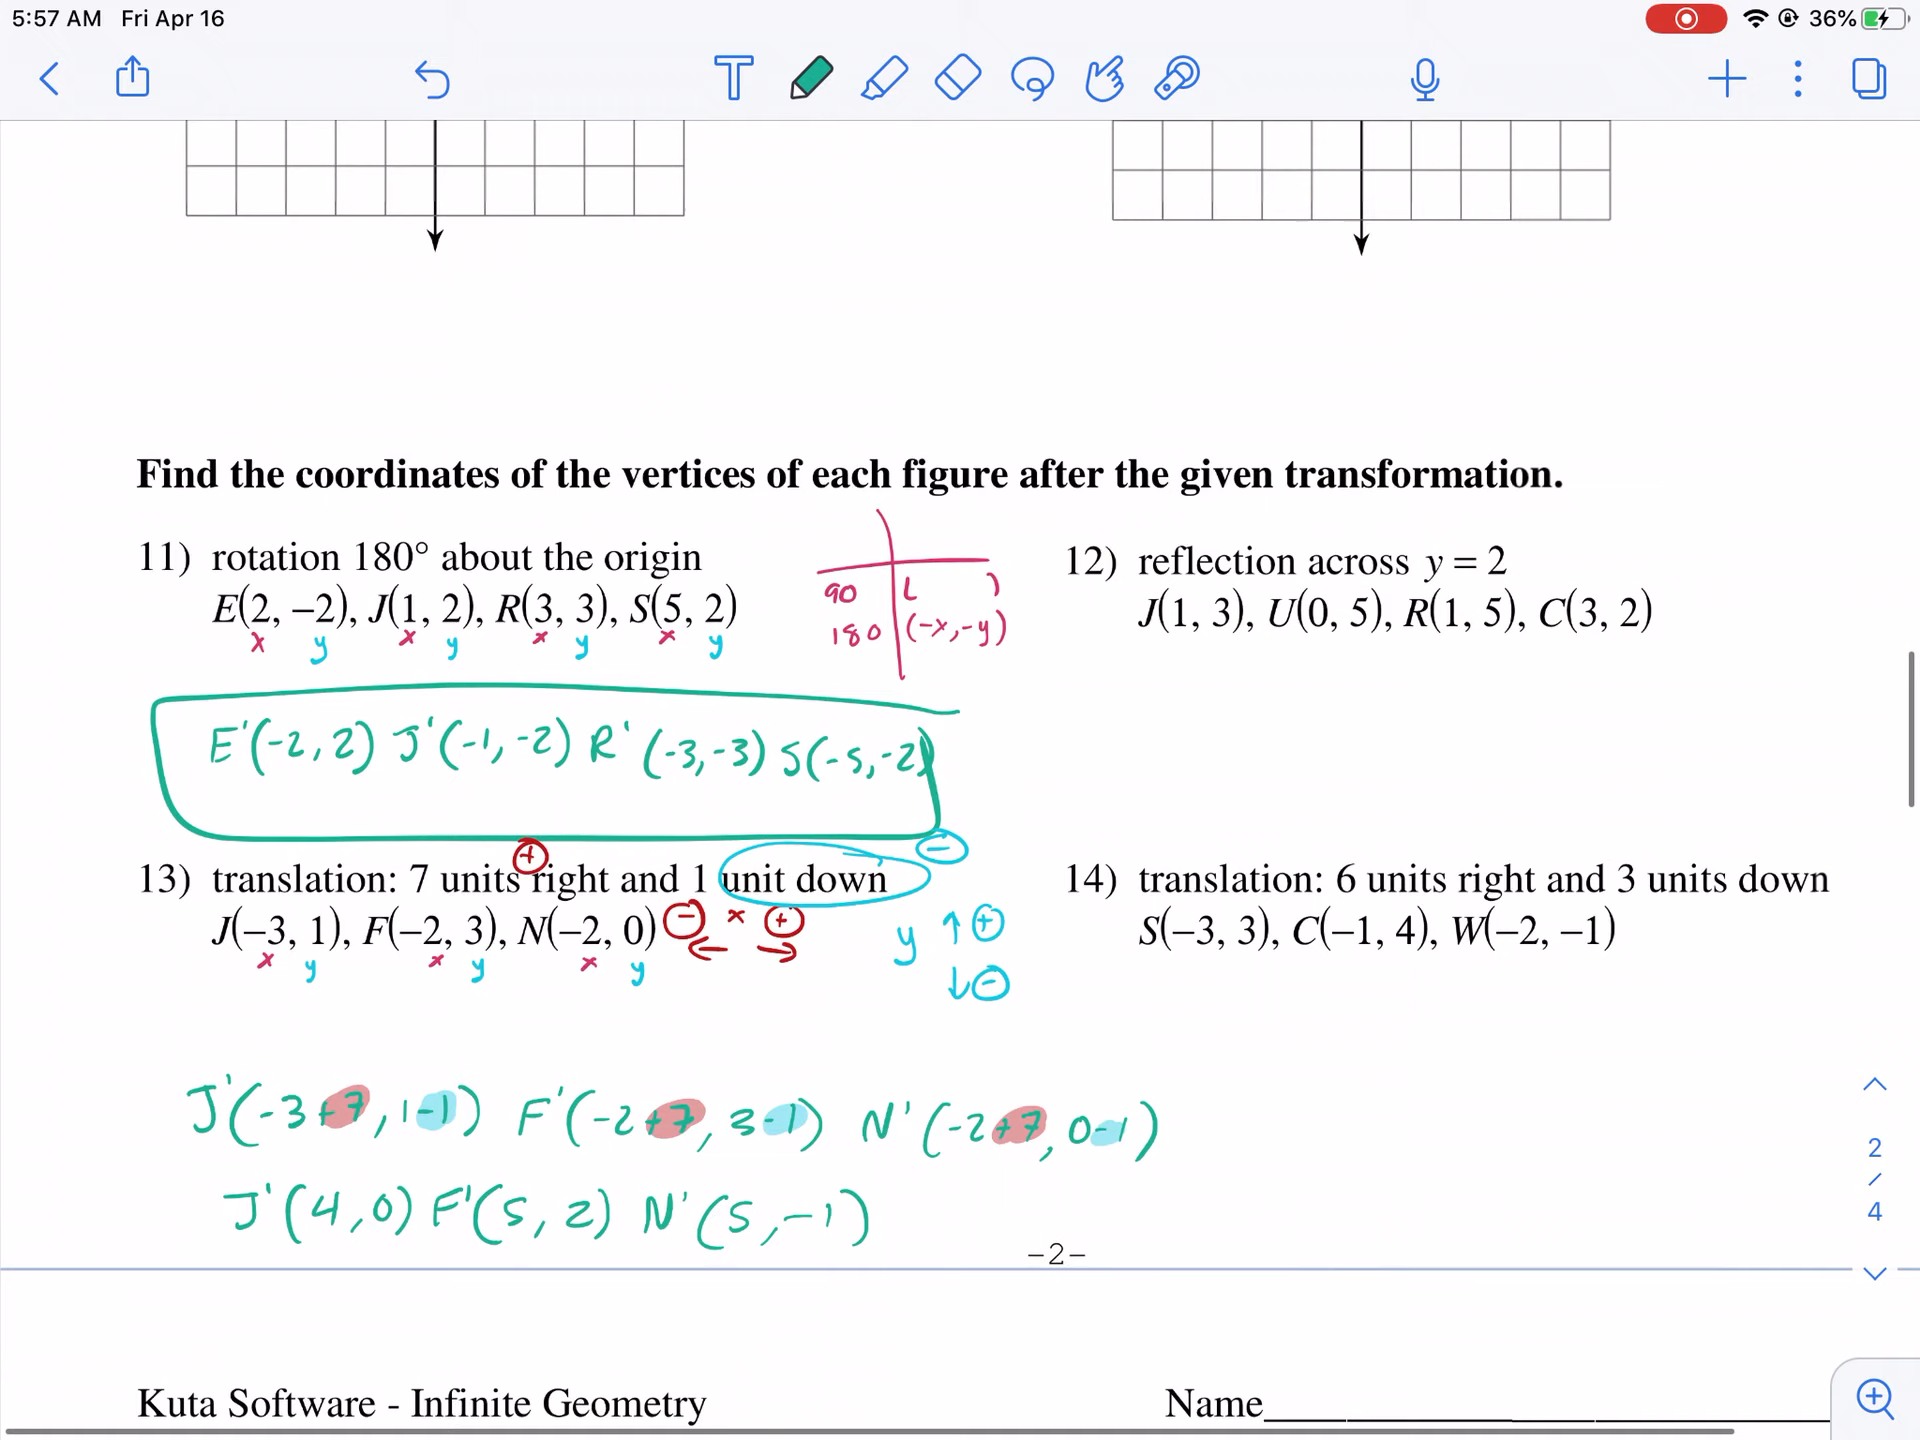 5:57 AM Fri Apr 16
36%
Find the coordinates of the vertices of each figure after the given transformation.
11) rotation 180° about the origin
E(2, −2), J(1, 2), R(3, 3), S(5, 2)
x y x y x y x y
90 ( )
180 (-x,-y)
E'(-2,2) J'(-1,-2) R'(-3,-3) S(-5,-2)
12) reflection across y = 2
J(1, 3), U(0, 5), R(1, 5), C(3, 2)
+ −
13) translation: 7 units right and 1 unit down
J(−3, 1), F(−2, 3), N(−2, 0) − x + y ↑ +
x y x y x y ← → ↓ −
J'(-3+7, 1-1) F'(-2+7, 3-1) N'(-2+7, 0-1)
J'(4,0) F'(5,2) N'(5,-1)
14) translation: 6 units right and 3 units down
S(−3, 3), C(−1, 4), W(−2, −1)
2
/
4
-2-
Kuta Software - Infinite Geometry
Name